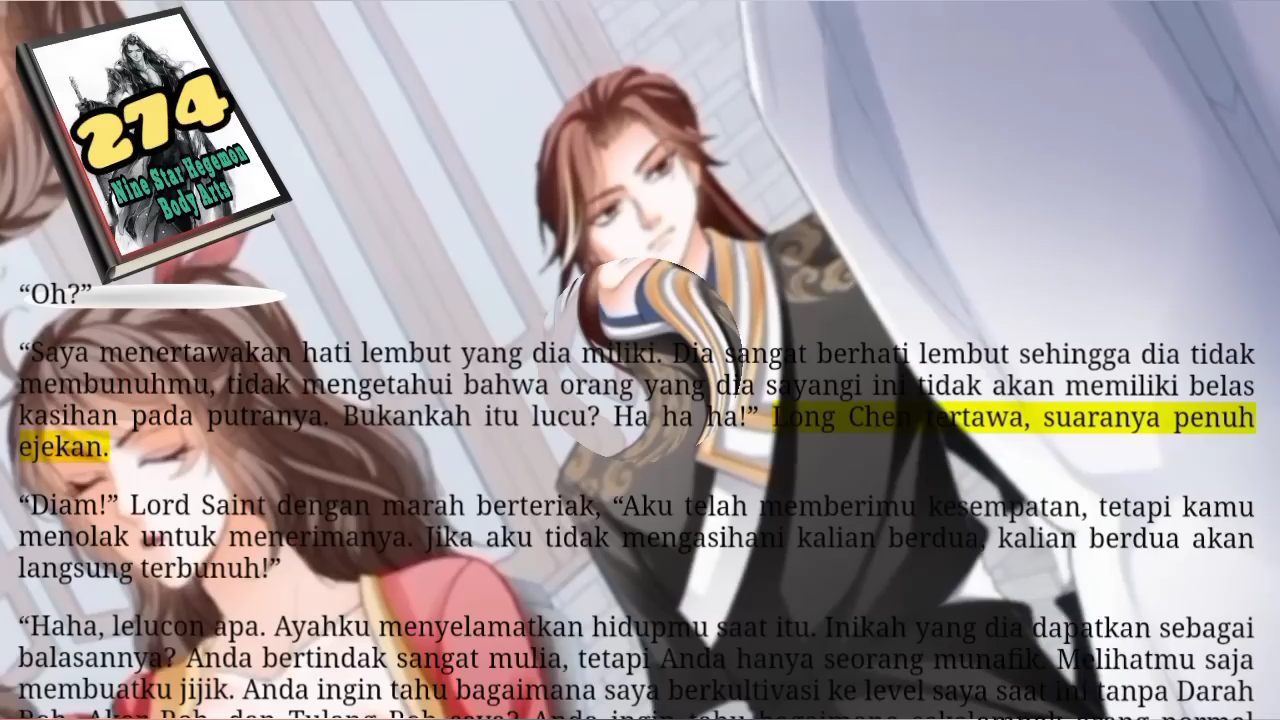 274
Nine Star Hegemon
Body Arts
“Oh?”
“Saya menertawakan hati lembut yang dia miliki. Dia sangat berhati lembut sehingga dia tidak
membunuhmu, tidak mengetahui bahwa orang yang dia sayangi ini tidak akan memiliki belas
kasihan pada putranya. Bukankah itu lucu? Ha ha ha!” Long Chen tertawa, suaranya penuh
ejekan.
“Diam!” Lord Saint dengan marah berteriak, “Aku telah memberimu kesempatan, tetapi kamu
menolak untuk menerimanya. Jika aku tidak mengasihani kalian berdua, kalian berdua akan
langsung terbunuh!”
“Haha, lelucon apa. Ayahku menyelamatkan hidupmu saat itu. Inikah yang dia dapatkan sebagai
balasannya? Anda bertindak sangat mulia, tetapi Anda hanya seorang munafik. Melihatmu saja
membuatku jijik. Anda ingin tahu bagaimana saya berkultivasi ke level saya saat ini tanpa Darah